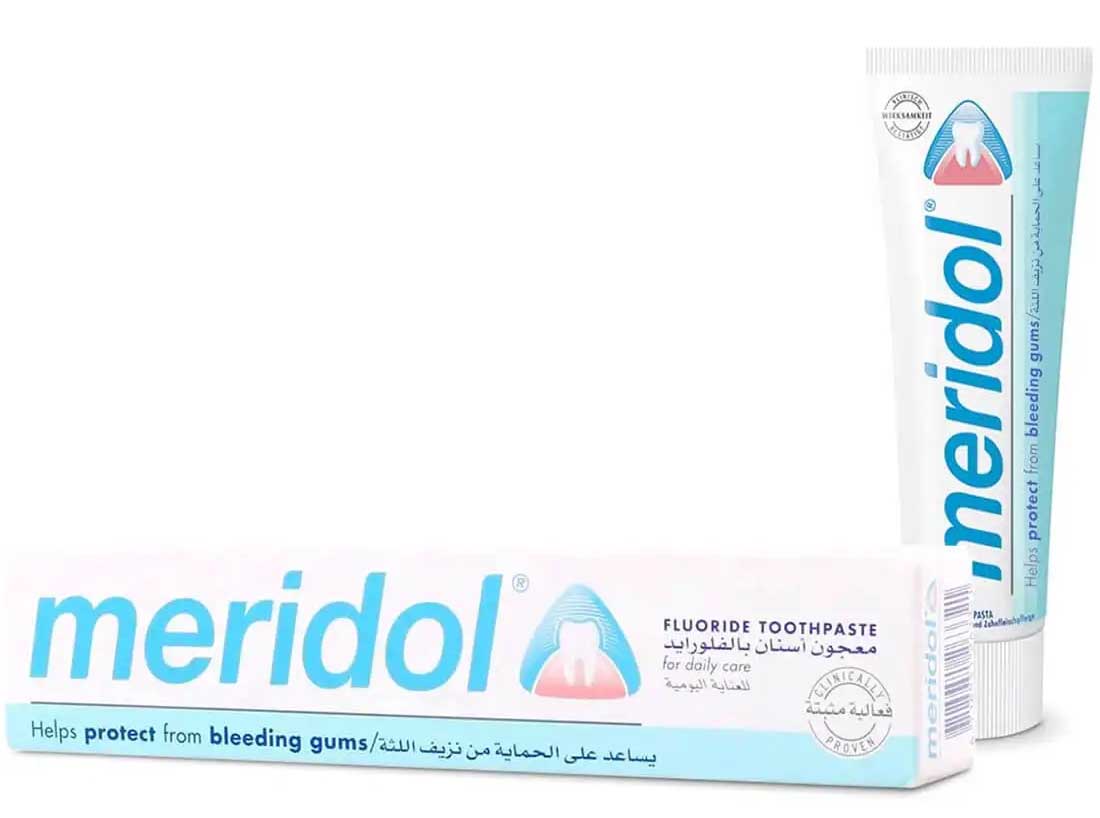 meridol®
FLUORIDE TOOTHPASTE
معجون أسنان بالفلورايد
for daily care
للعناية اليومية
CLINICALLY
فعالية مثبتة
PROVEN
Helps protect from bleeding gums/يساعد على الحماية من نزيف اللثة
meridol®
KLINISCH
WIRKSAMKEIT
BESTÄTIGT
meridol®
Helps protect from bleeding gums/يساعد على الحماية من نزيف اللثة
PASTA